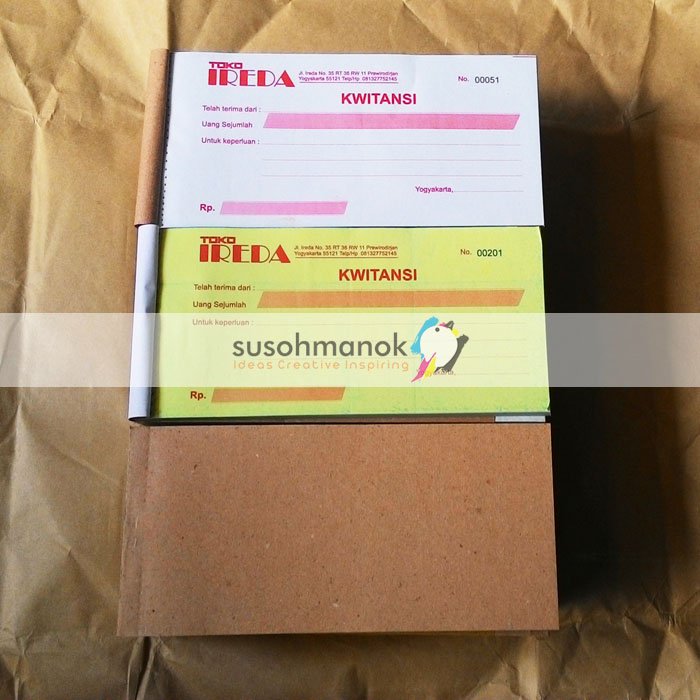 TOKO
IREDA
Jl. Ireda No. 35 RT 36 RW 11 Prawirodirjan
Yogyakarta 55121 Telp/Hp 081327752145
No. 00051
KWITANSI
Telah terima dari :
Uang Sejumlah
Untuk keperluan :
Yogyakarta,
Rp.
TOKO
IREDA
Jl. Ireda No. 35 RT 36 RW 11 Prawirodirjan
Yogyakarta 55121 Telp/Hp 081327752145
No. 00201
KWITANSI
Telah terima dari :
Uang Sejumlah
Untuk keperluan :
susohmanok
Ideas Creative Inspiring
Yogyakarta,
Rp.